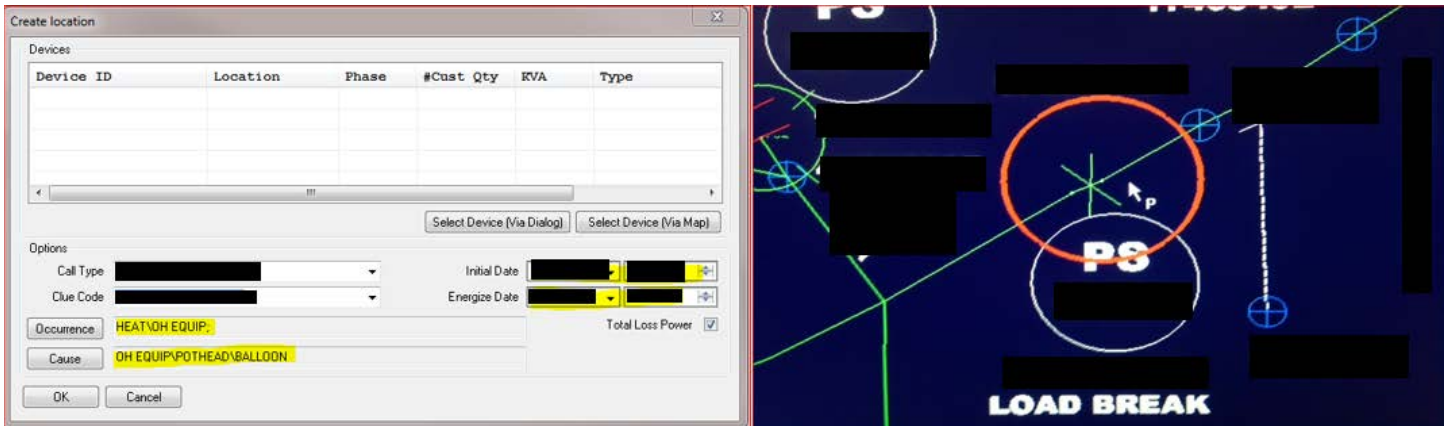 Create location
Devices
Device ID Location Phase #Cust Qty KVA Type
Select Device (Via Dialog) Select Device (Via Map)
Options
Call Type Initial Date
Clue Code Energize Date
Occurrence HEAT\OH EQUIP; Total Loss Power
Cause OH EQUIP\POTHEAD\BALLOON
OK Cancel
PS
P
PS
LOAD BREAK